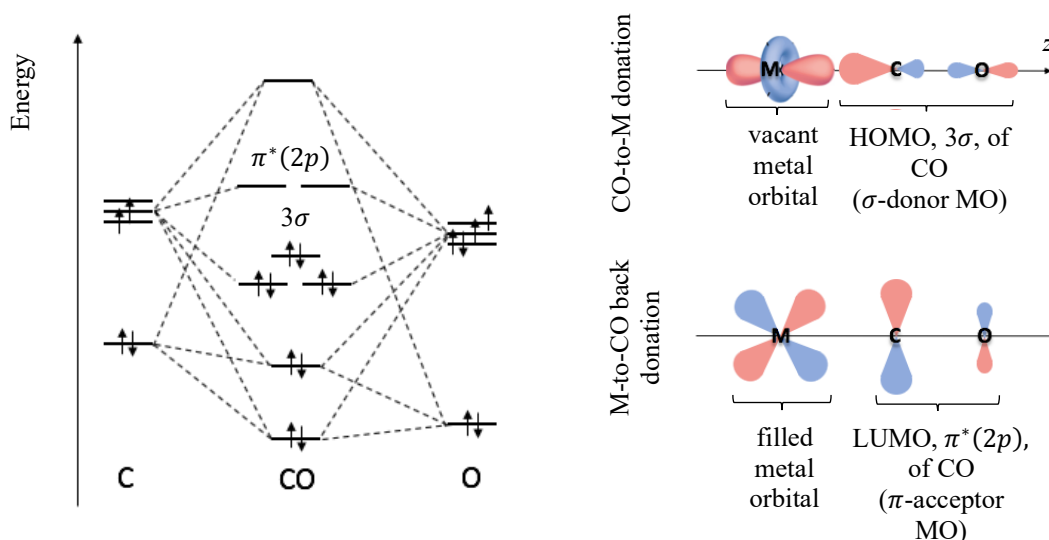 Energy
π*(2p)
3σ
C
CO
O
CO-to-M donation
M
C
O
z
vacant
metal
orbital
HOMO, 3σ, of
CO
(σ-donor MO)
M-to-CO back
donation
M
C
O
filled
metal
orbital
LUMO, π*(2p),
of CO
(π-acceptor
MO)